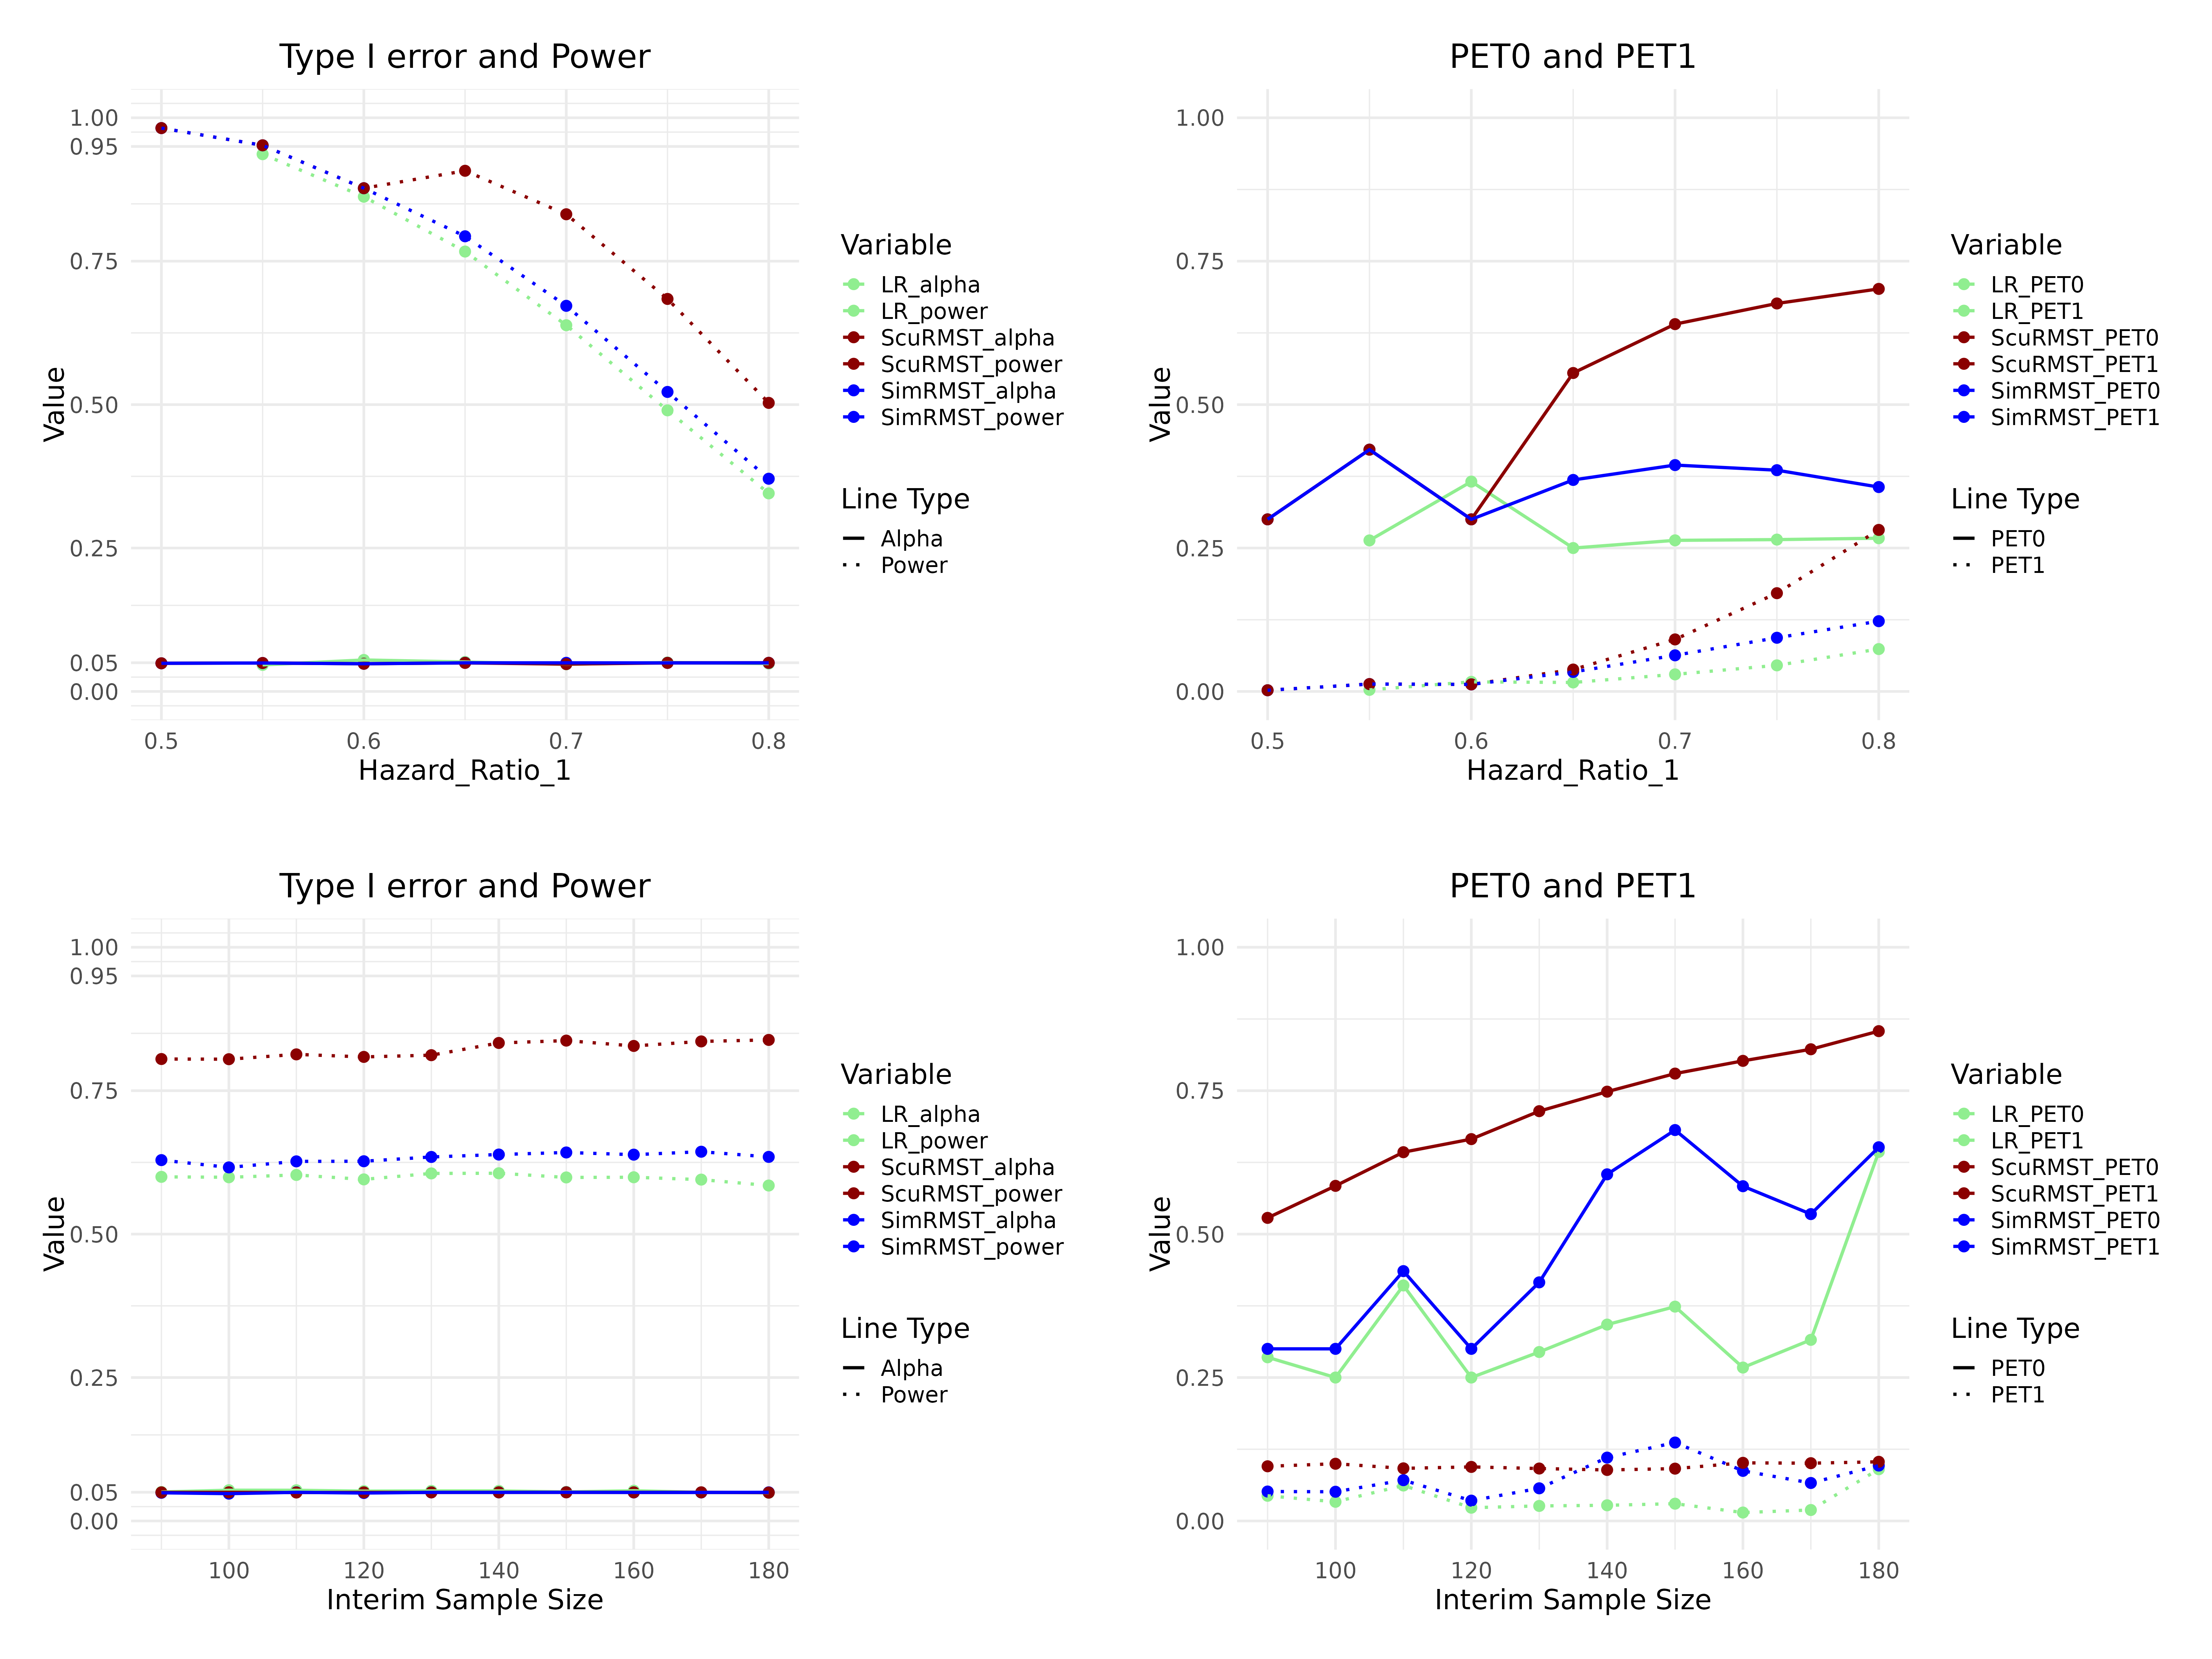 Type I error and Power
1.00
0.95
0.75
0.50
0.25
0.05
0.00
Value
0.5 0.6 0.7 0.8
Hazard_Ratio_1
Variable
LR_alpha
LR_power
ScuRMST_alpha
ScuRMST_power
SimRMST_alpha
SimRMST_power
Line Type
Alpha
Power
PET0 and PET1
1.00
0.75
0.50
0.25
0.00
Value
0.5 0.6 0.7 0.8
Hazard_Ratio_1
Variable
LR_PET0
LR_PET1
ScuRMST_PET0
ScuRMST_PET1
SimRMST_PET0
SimRMST_PET1
Line Type
PET0
PET1
Type I error and Power
1.00
0.95
0.75
0.50
0.25
0.05
0.00
Value
100 120 140 160 180
Interim Sample Size
Variable
LR_alpha
LR_power
ScuRMST_alpha
ScuRMST_power
SimRMST_alpha
SimRMST_power
Line Type
Alpha
Power
PET0 and PET1
1.00
0.75
0.50
0.25
0.00
Value
100 120 140 160 180
Interim Sample Size
Variable
LR_PET0
LR_PET1
ScuRMST_PET0
ScuRMST_PET1
SimRMST_PET0
SimRMST_PET1
Line Type
PET0
PET1